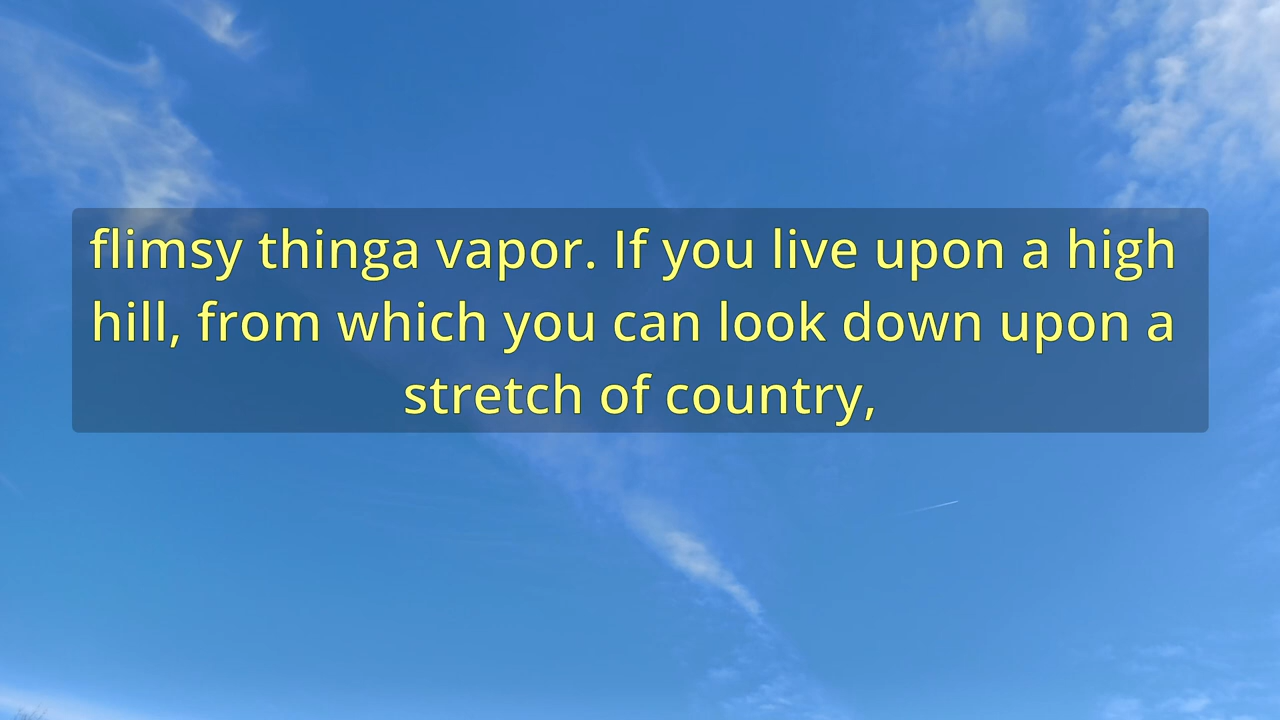 flimsy thinga vapor. If you live upon a high
hill, from which you can look down upon a
stretch of country,